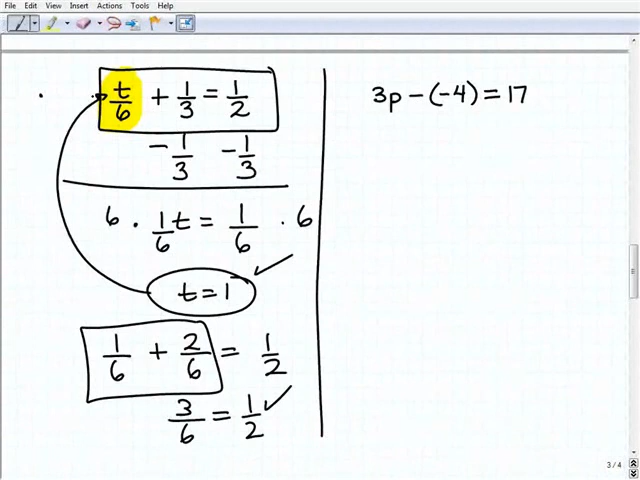 File Edit View Insert Actions Tools Help
t/6 + 1/3 = 1/2
- 1/3 - 1/3
6 · 1/6 t = 1/6 · 6
t = 1
1/6 + 2/6 = 1/2
3/6 = 1/2
3p - (-4) = 17
3 / 4